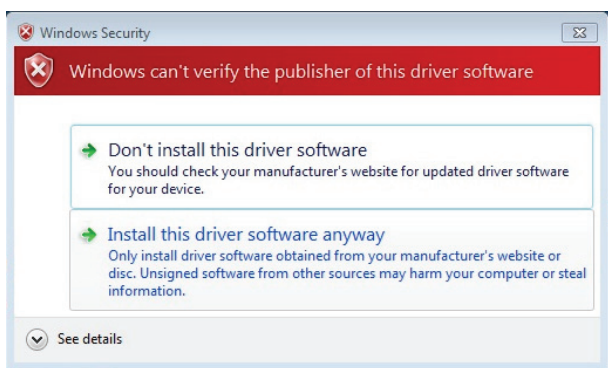 Windows Security
Windows can't verify the publisher of this driver software
Don't install this driver software
You should check your manufacturer's website for updated driver software
for your device.
Install this driver software anyway
Only install driver software obtained from your manufacturer's website or
disc. Unsigned software from other sources may harm your computer or steal
information.
See details